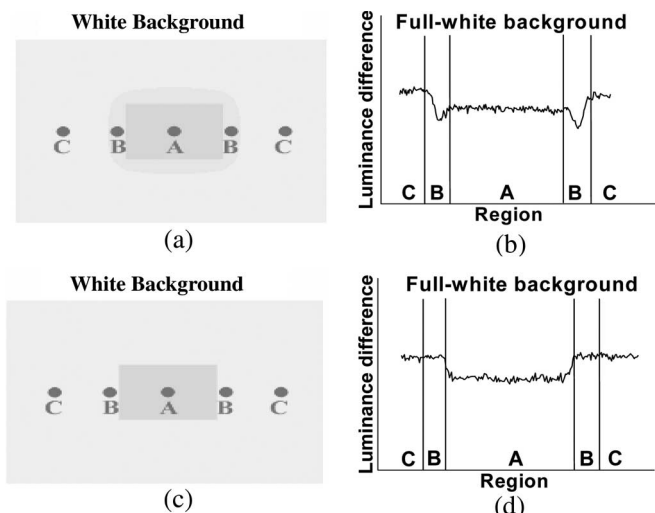 White Background
C B A B C
(a)
Full-white background
Luminance difference
C B A B C
Region
(b)
White Background
C B A B C
(c)
Full-white background
Luminance difference
C B A B C
Region
(d)